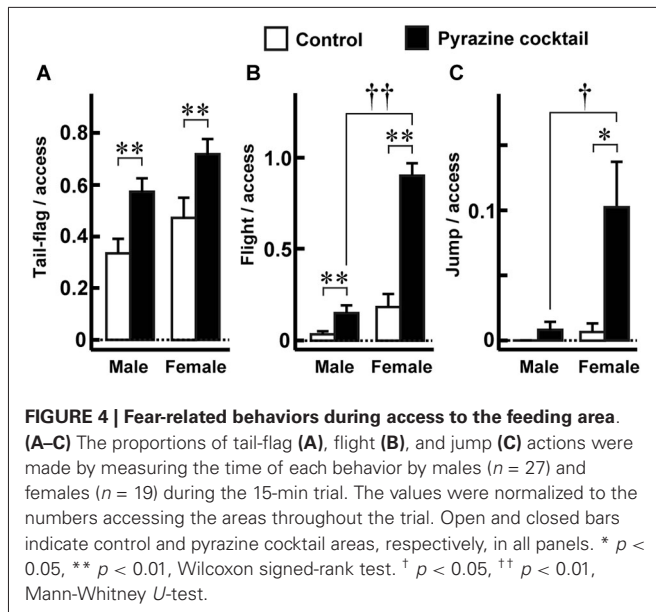 Control Pyrazine cocktail
A B C
†† †
** ** ** ** ** *
0.8 0.6 0.4 0.2 0
Tail-flag / access
1.0 0.5 0
Flight / access
0.1 0
Jump / access
Male Female Male Female Male Female
FIGURE 4 | Fear-related behaviors during access to the feeding area.
(A–C) The proportions of tail-flag (A), flight (B), and jump (C) actions were
made by measuring the time of each behavior by males (n = 27) and
females (n = 19) during the 15-min trial. The values were normalized to the
numbers accessing the areas throughout the trial. Open and closed bars
indicate control and pyrazine cocktail areas, respectively, in all panels. * p <
0.05, ** p < 0.01, Wilcoxon signed-rank test. † p < 0.05, †† p < 0.01,
Mann-Whitney U-test.